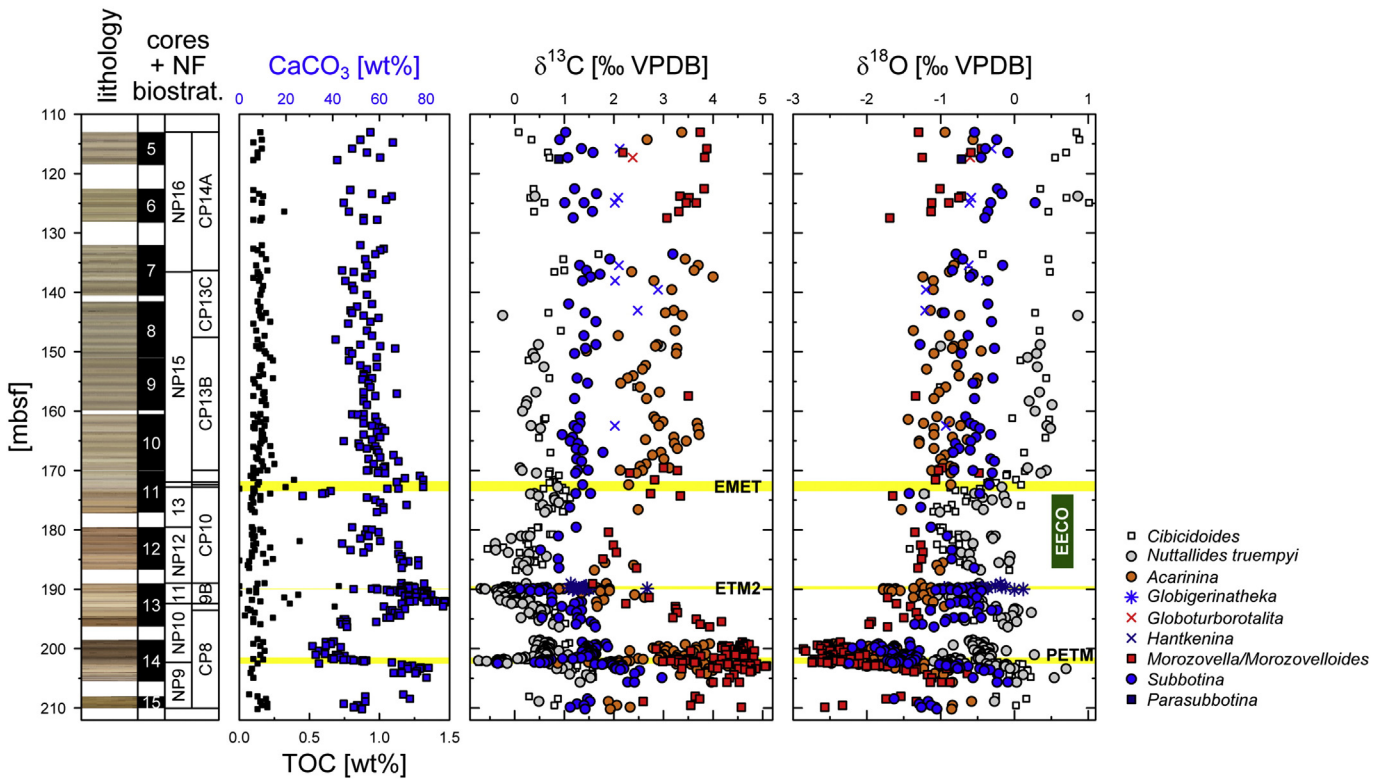 lithology
cores
+ NF
biostrat.
CaCO3 [wt%]
0 20 40 60 80
δ13C [‰ VPDB]
0 1 2 3 4 5
δ18O [‰ VPDB]
-3 -2 -1 0 1
[mbsf]
110
120
130
140
150
160
170
180
190
200
210
5
6
7
8
9
10
11
12
13
14
15
NP16
NP15
13
NP12
11
NP10
NP9
CP14A
CP13C
CP13B
CP10
9B
CP8
EMET
ETM2
PETM
EECO
0.0 0.5 1.0 1.5
TOC [wt%]
Cibicidoides
Nuttallides truempyi
Acarinina
Globigerinatheka
Globoturborotalita
Hantkenina
Morozovella/Morozovelloides
Subbotina
Parasubbotina